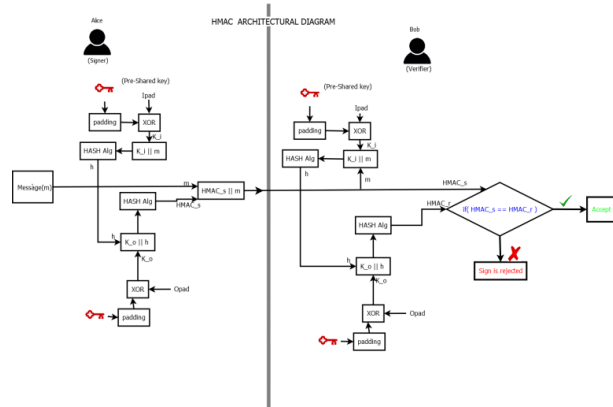 HMAC ARCHITECTURAL DIAGRAM
Alice
(Signer)
(Pre-Shared key)
Ipad
padding
XOR
K_i
HASH Alg
K_i || m
h
Message(m)
m
HMAC_s || m
HMAC_s
HASH Alg
h
K_o || h
K_o
XOR
Opad
padding
Bob
(Verifier)
(Pre-Shared key)
Ipad
padding
XOR
K_i
HASH Alg
K_i || m
h
m
HMAC_s
HMAC_r
if( HMAC_s == HMAC_r )
Accept
Sign is rejected
HASH Alg
h
K_o || h
K_o
XOR
Opad
padding